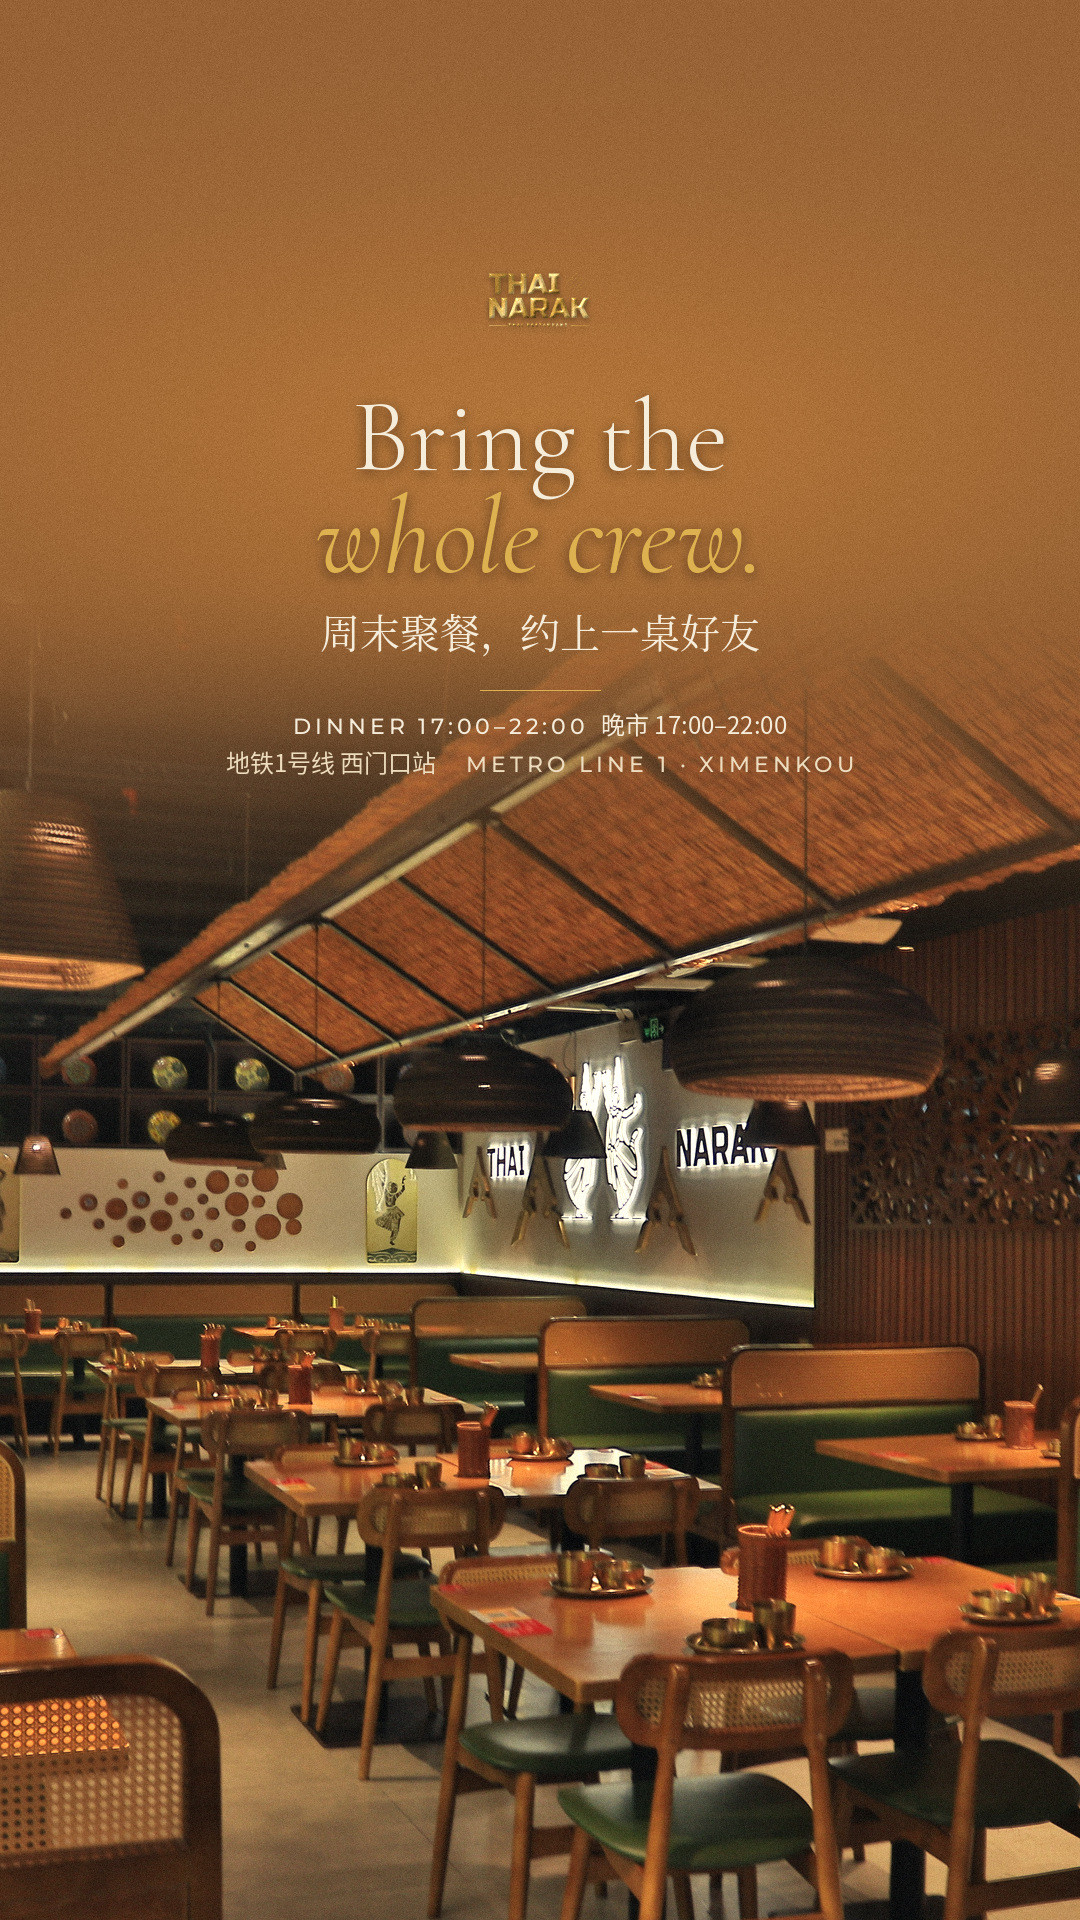 THAI
NARAK
Bring the
whole crew.
周末聚餐，约上一桌好友
DINNER 17:00–22:00 晚市 17:00–22:00
地铁1号线 西门口站 METRO LINE 1 · XIMENKOU
THAI NARAK